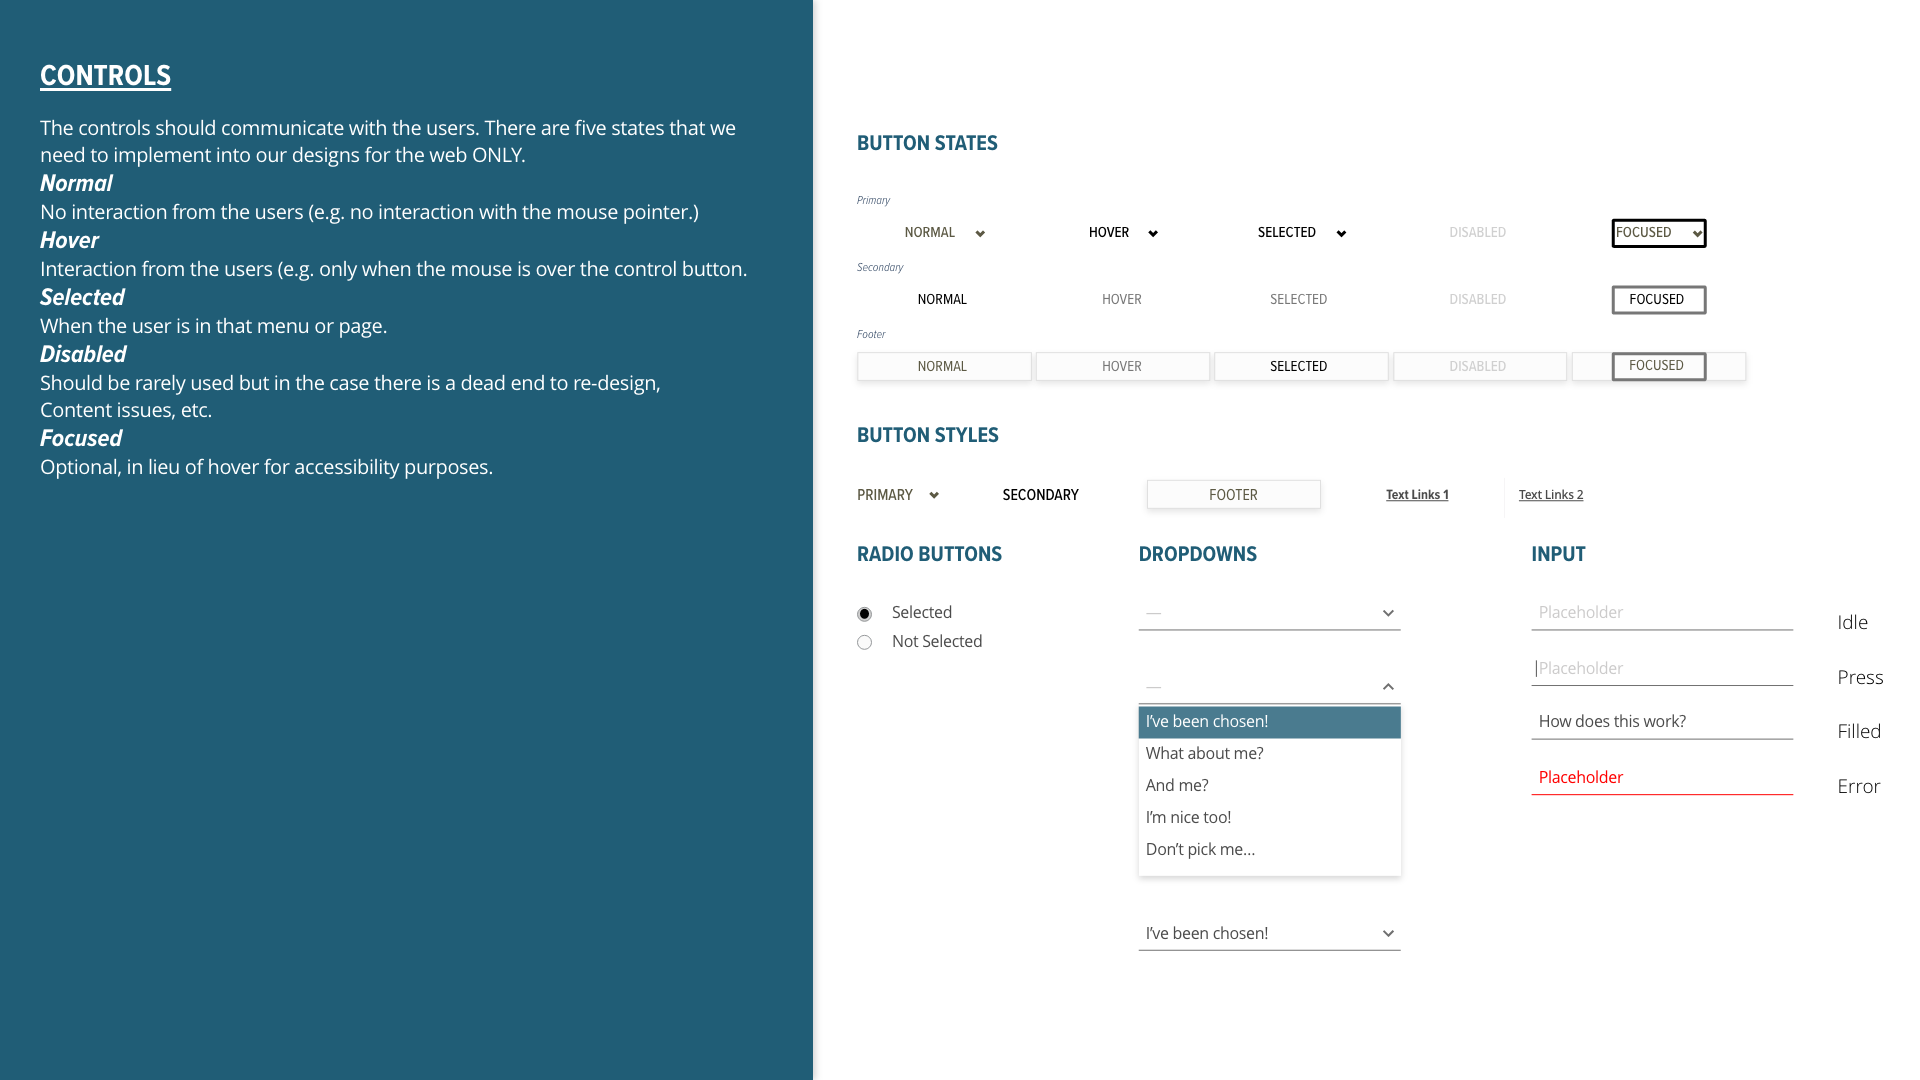 CONTROLS
The controls should communicate with the users. There are five states that we
need to implement into our designs for the web ONLY.
Normal
No interaction from the users (e.g. no interaction with the mouse pointer.)
Hover
Interaction from the users (e.g. only when the mouse is over the control button.
Selected
When the user is in that menu or page.
Disabled
Should be rarely used but in the case there is a dead end to re-design,
Content issues, etc.
Focused
Optional, in lieu of hover for accessibility purposes.
BUTTON STATES
Primary
NORMAL HOVER SELECTED DISABLED FOCUSED
Secondary
NORMAL HOVER SELECTED DISABLED FOCUSED
Footer
NORMAL HOVER SELECTED DISABLED FOCUSED
BUTTON STYLES
PRIMARY SECONDARY FOOTER Text Links 1 Text Links 2
RADIO BUTTONS
Selected
Not Selected
DROPDOWNS
—
—
I've been chosen!
What about me?
And me?
I'm nice too!
Don't pick me...
I've been chosen!
INPUT
Placeholder Idle
Placeholder Press
How does this work? Filled
Placeholder Error